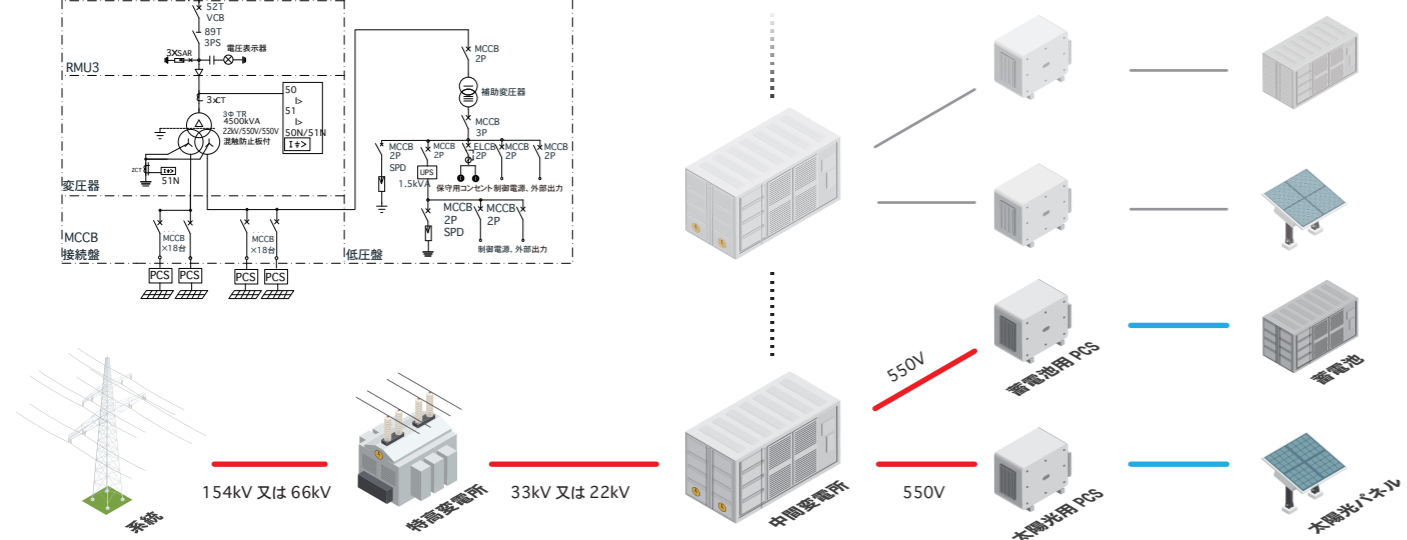 52T
VCB
89T
3PS
3XSAR
電圧表示器
RMU3
3xCT
50
I>
51
I>
50N/51N
I⏚>
3Φ TR
4500kVA
22kV/550V/550V
混触防止板付
ZCT
I⏚>
51N
変圧器
MCCB
接続盤
MCCB
×18台
MCCB
×18台
PCS
PCS
PCS
PCS
MCCB
2P
補助変圧器
MCCB
3P
MCCB
2P
SPD
MCCB
2P
ELCB
2P
MCCB
2P
MCCB
2P
UPS
1.5kVA
保守用コンセント
制御電源、外部出力
MCCB
2P
SPD
MCCB
2P
制御電源、外部出力
低圧盤
系統
154kV 又は 66kV
特高変電所
33kV 又は 22kV
中間変電所
550V
550V
蓄電池用 PCS
太陽光用 PCS
蓄電池
太陽光パネル